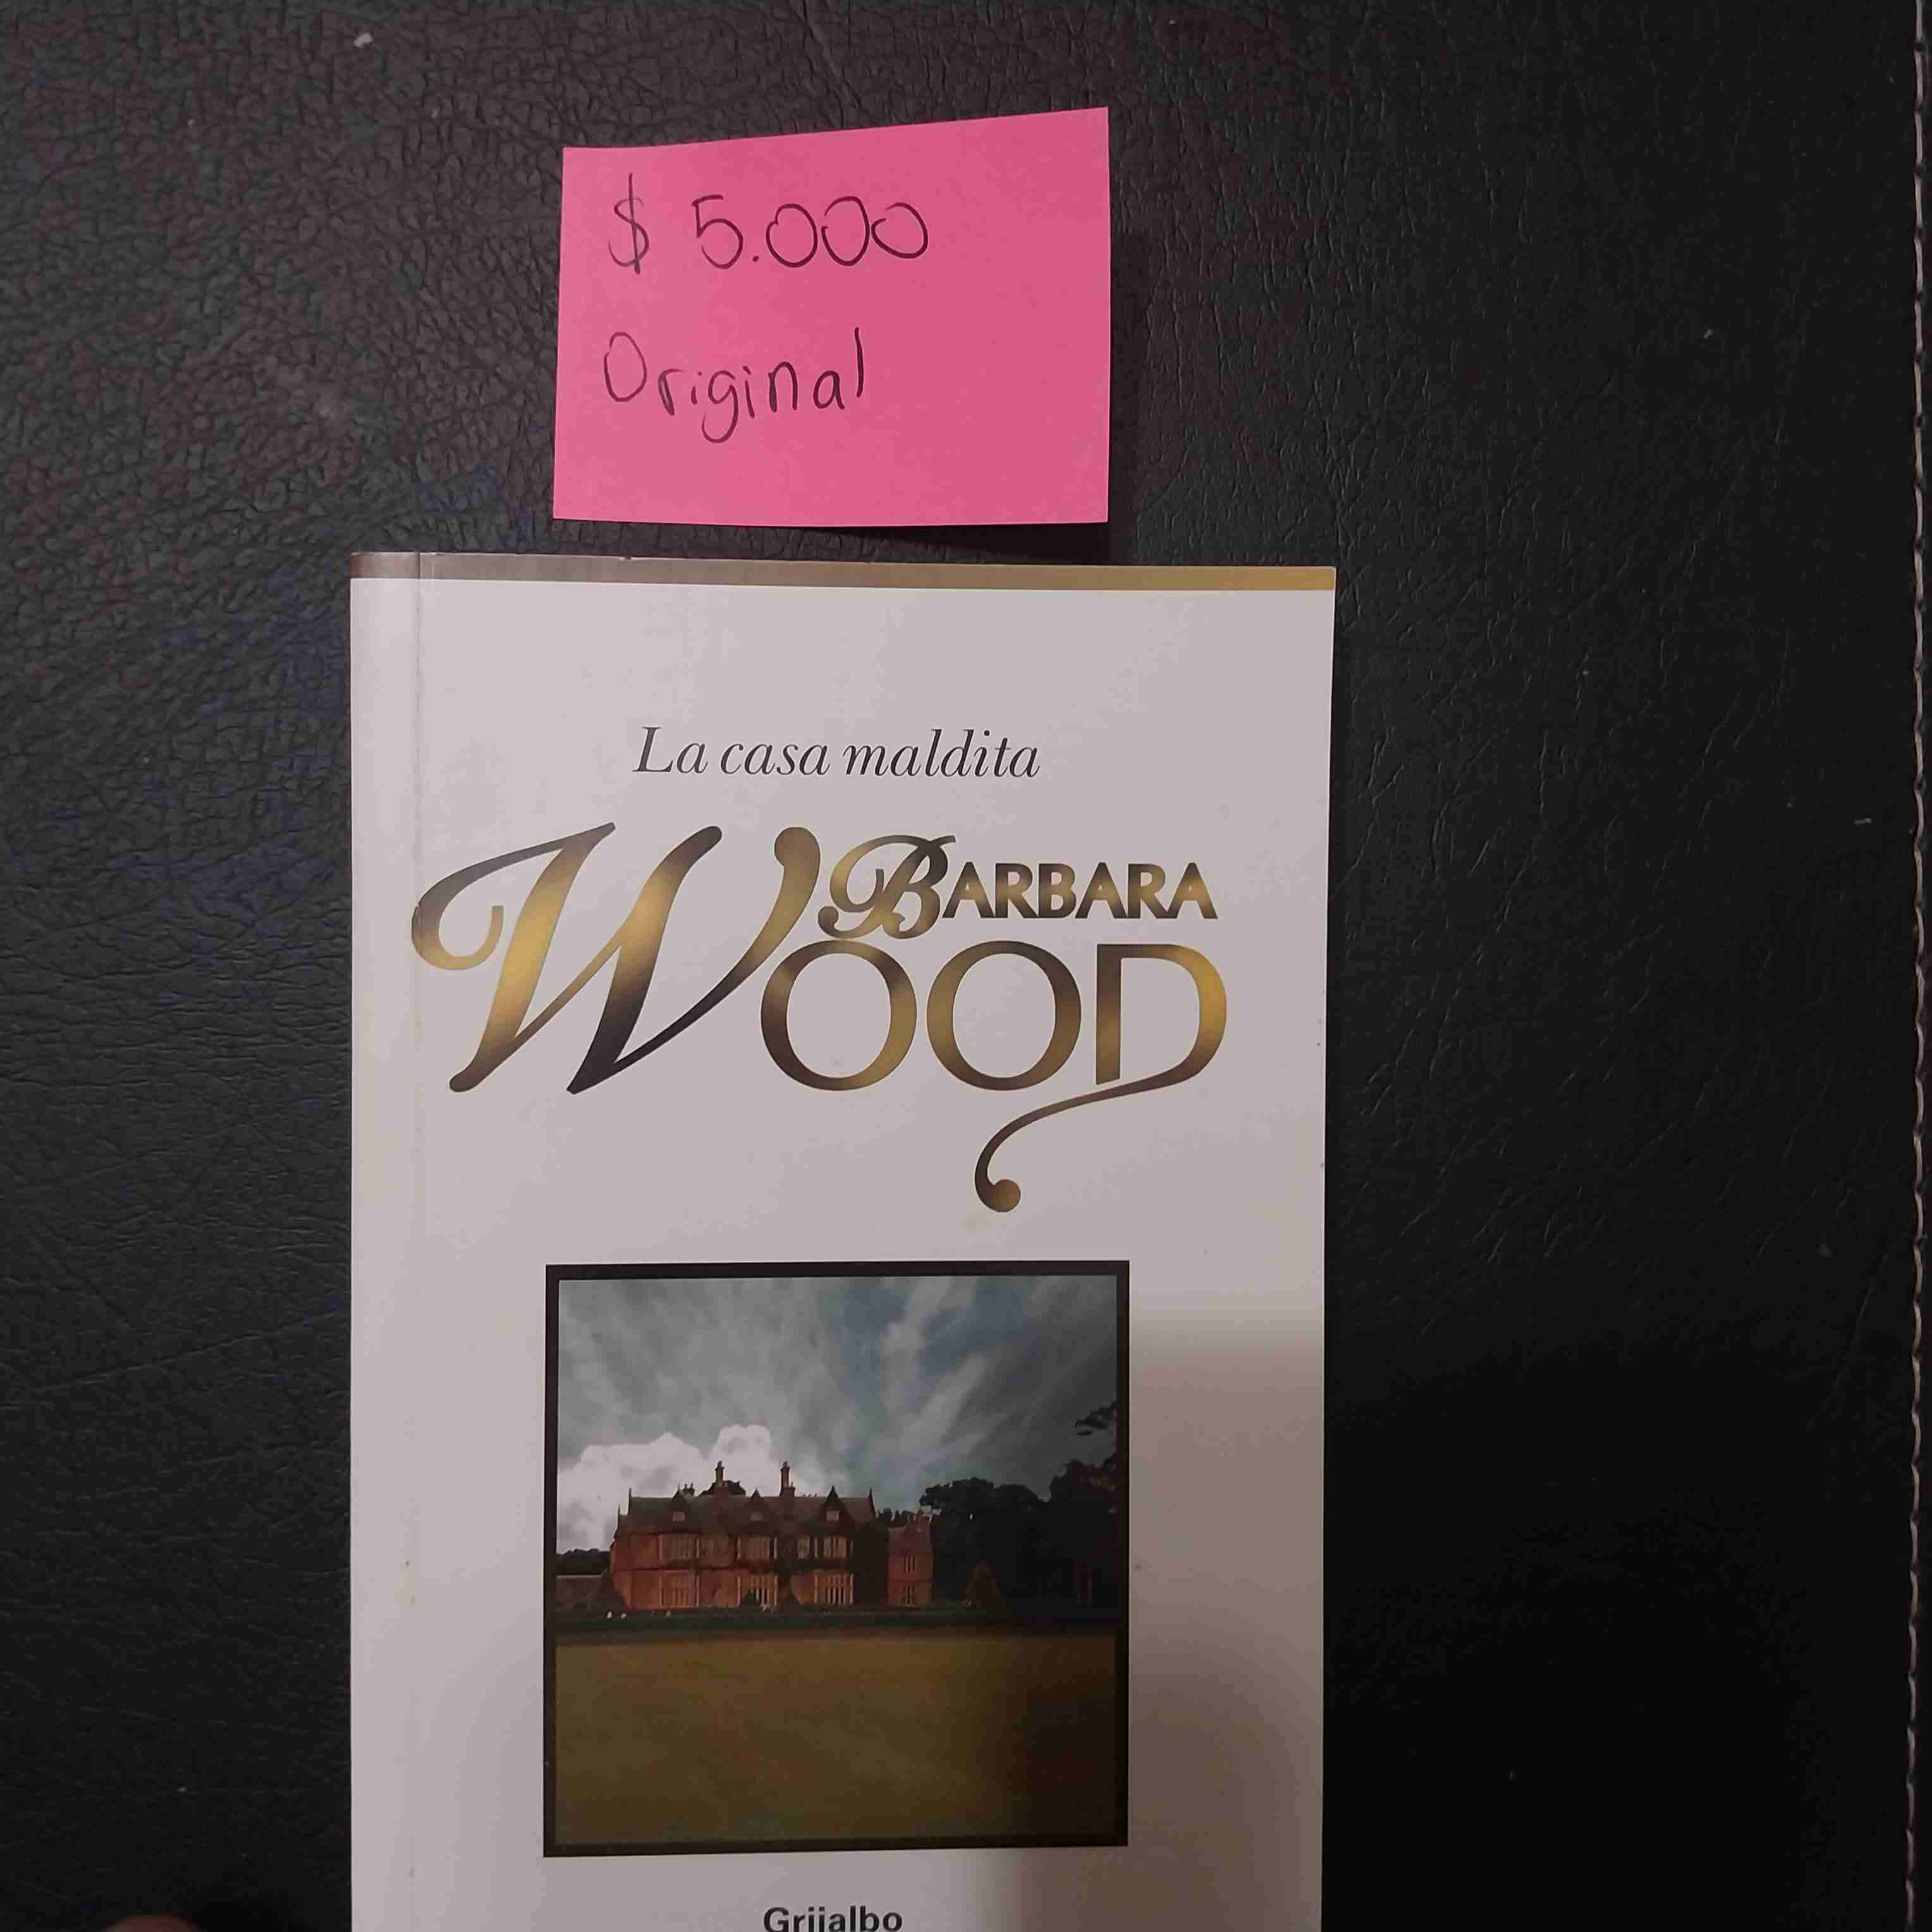 $ 5.000
Original
La casa maldita
BARBARA
WOOD
Grijalbo